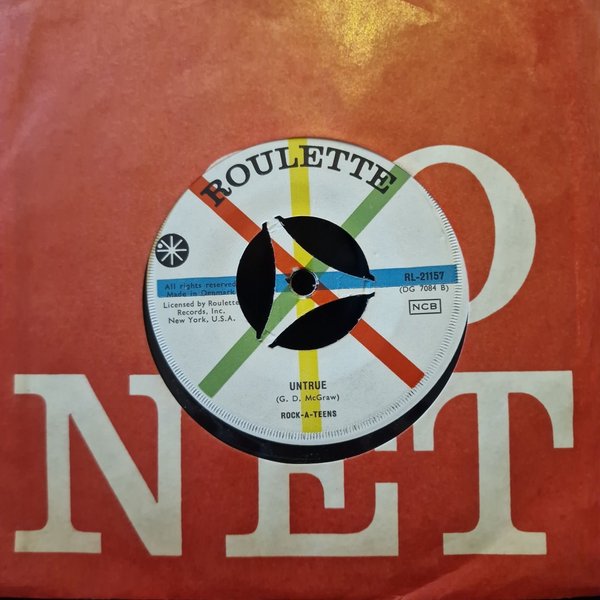 O
ROULETTE
All rights reserved
Made in Denmark
Licensed by Roulette
Records, Inc.
New York, U.S.A.
RL-21157
(DG 7084 B)
NCB
UNTRUE
(G. D. McGraw)
ROCK-A-TEENS
NET